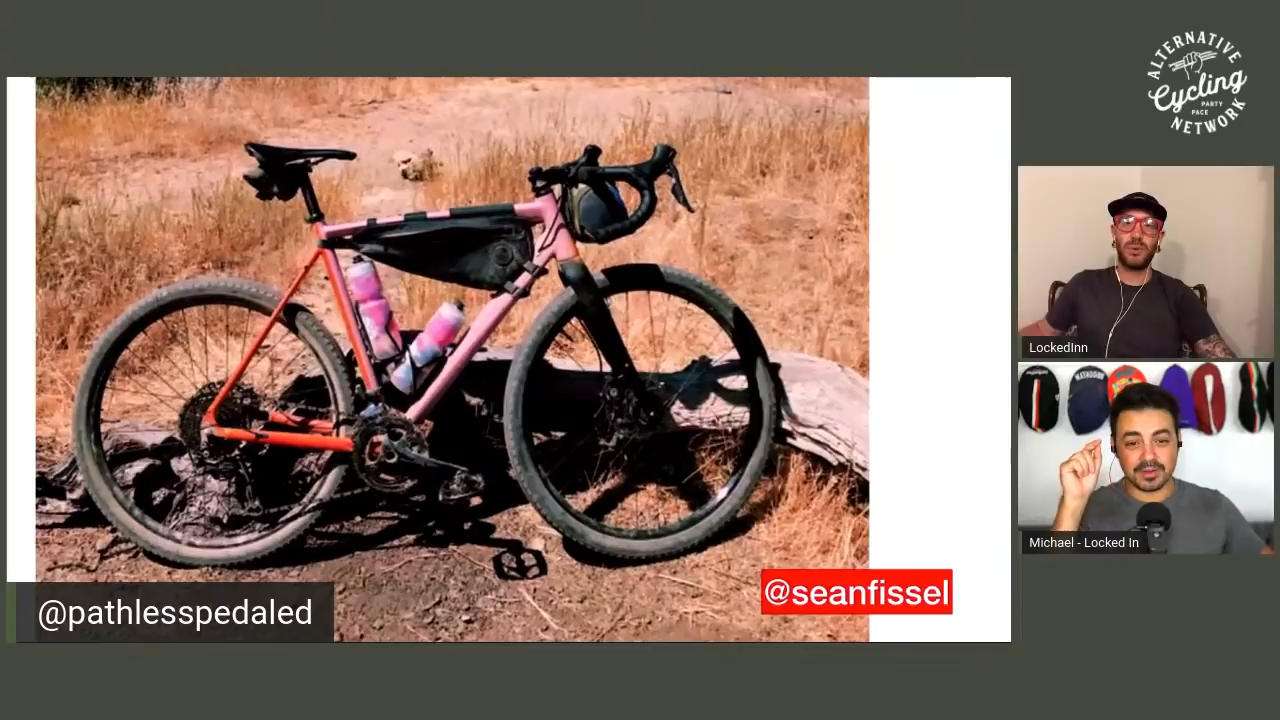 ALTERNATIVE
Cycling
PARTY
PACE
NETWORK
LockedInn
Michael - Locked In
@seanfissel
@pathlesspedaled